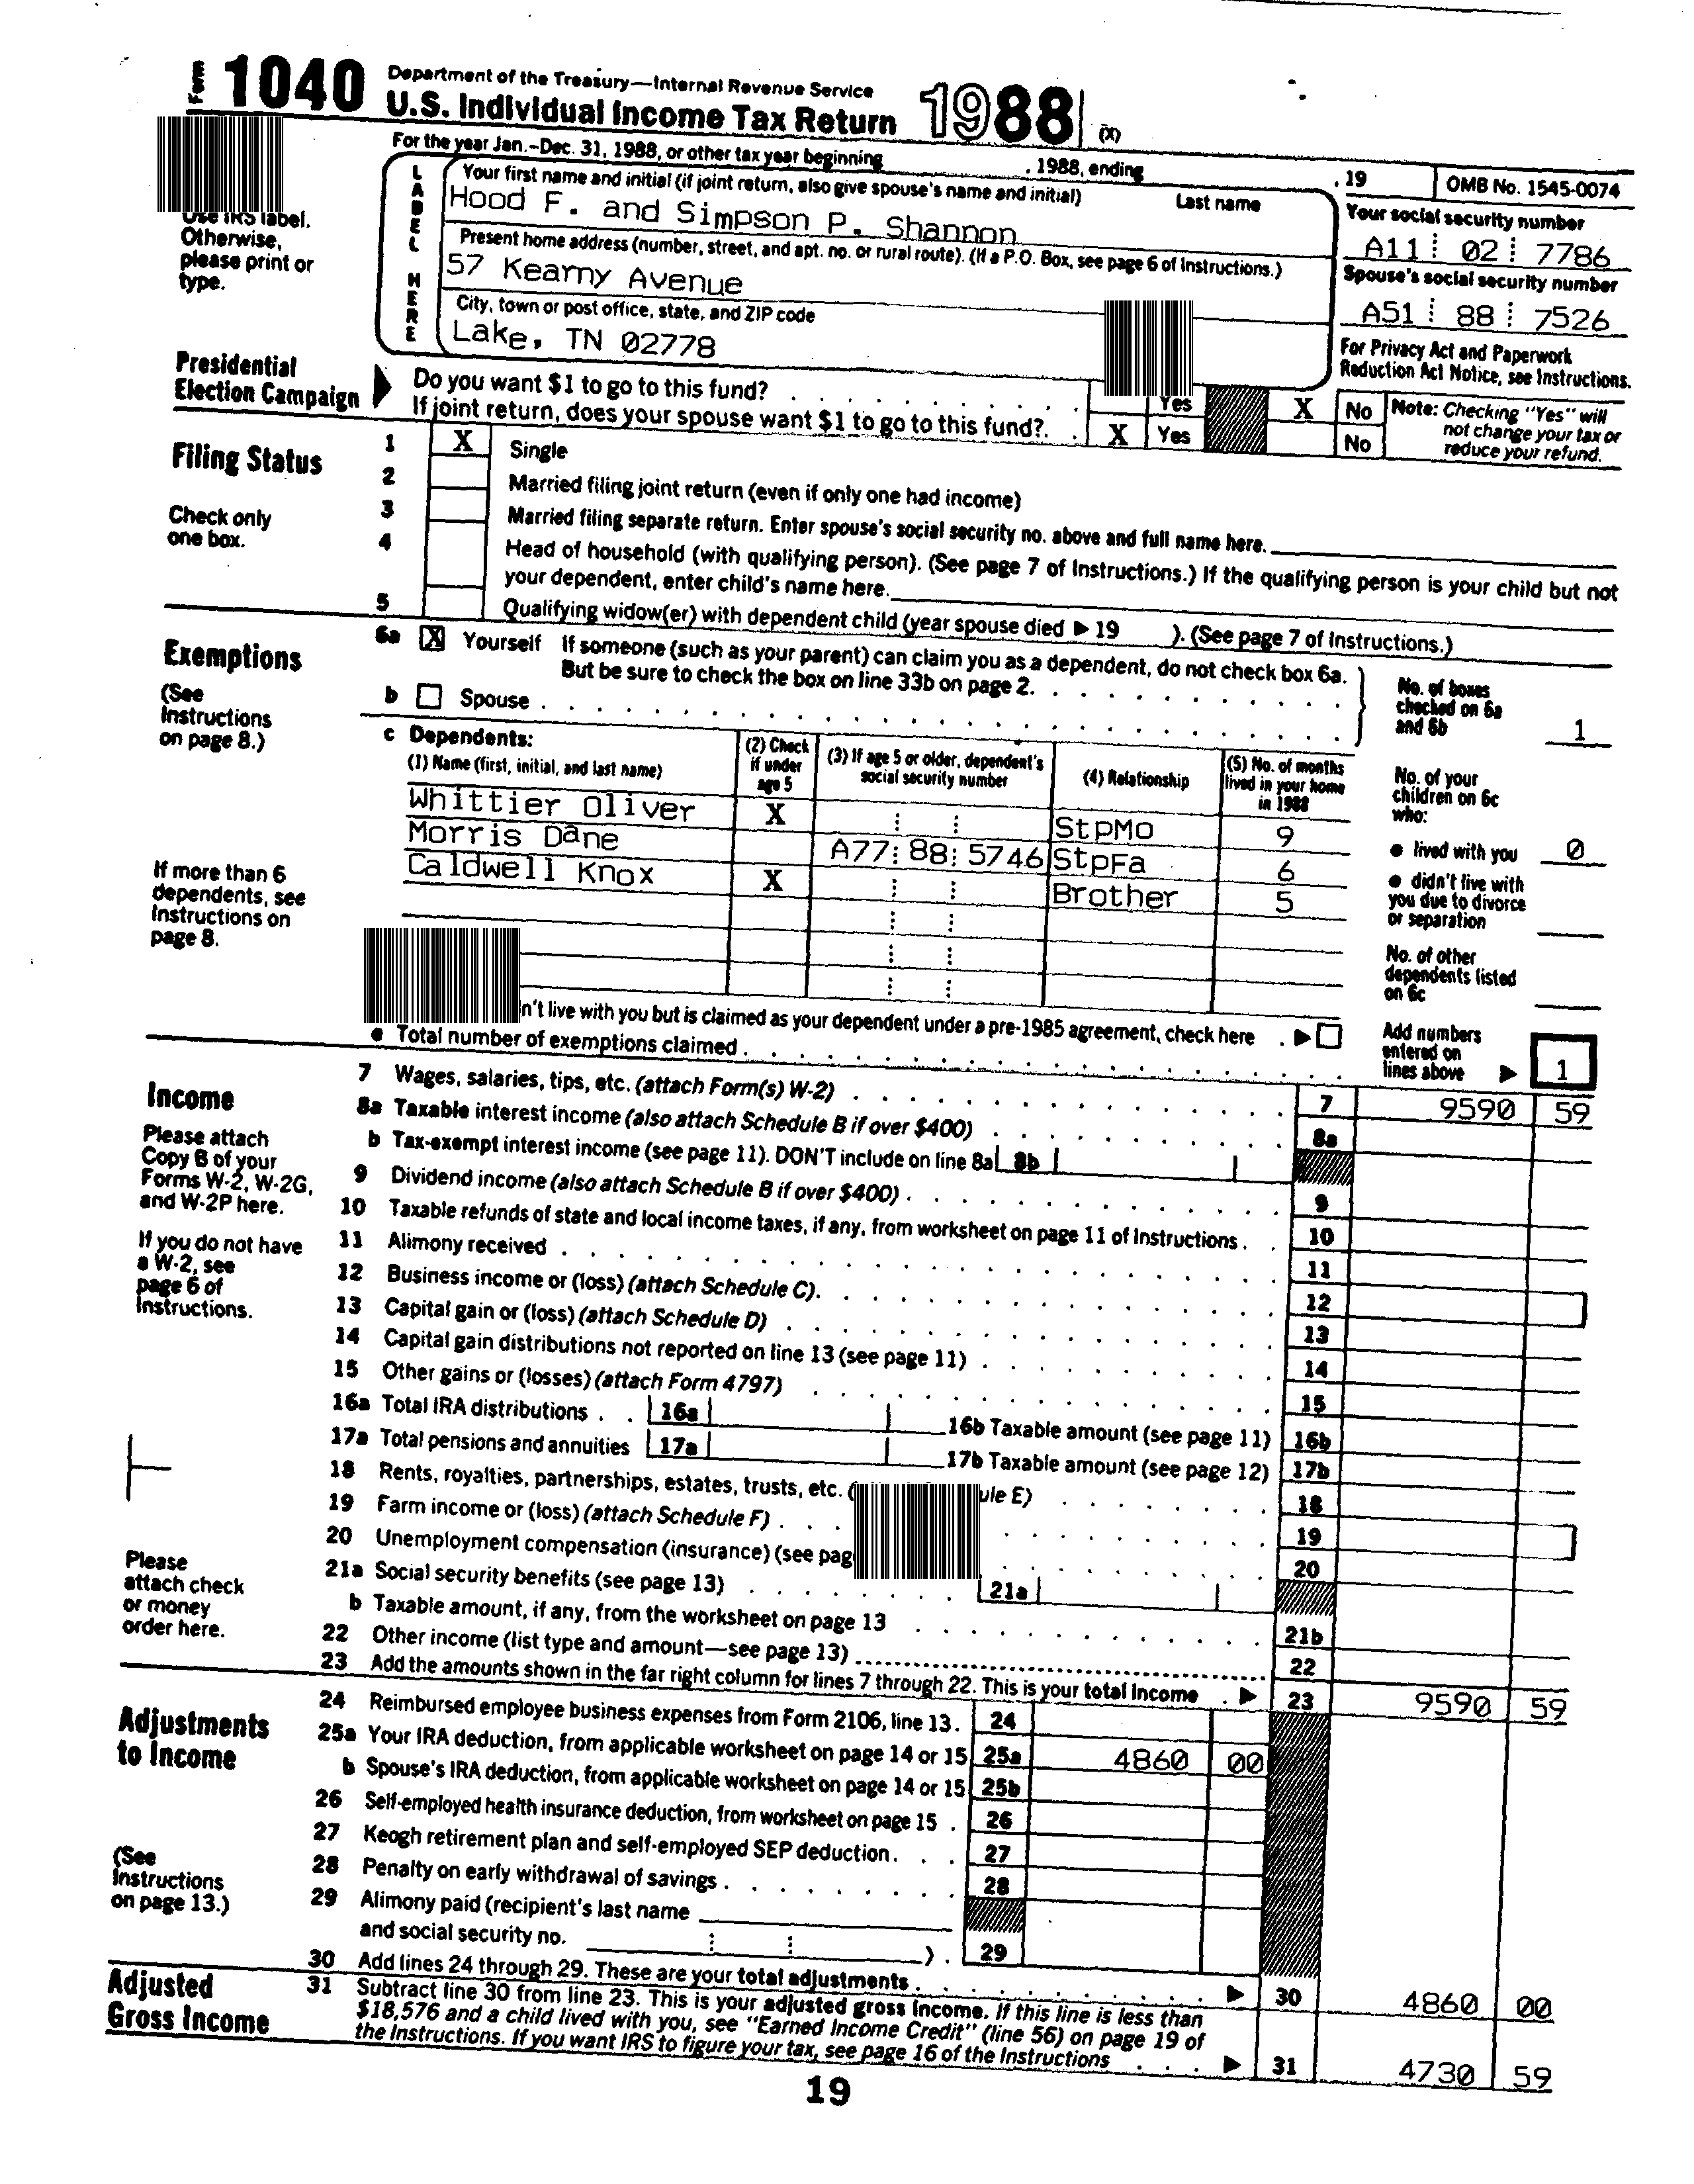 Form 1040 Department of the Treasury—Internal Revenue Service
U.S. Individual Income Tax Return 1988 (X)
For the year Jan.-Dec. 31, 1988, or other tax year beginning , 1988, ending , 19 OMB No. 1545-0074
Use IRS label. Otherwise, please print or type.
LABEL HERE
Your first name and initial (if joint return, also give spouse's name and initial) Last name
Hood F. and Simpson P. Shannon
Your social security number
A11 02 7786
Present home address (number, street, and apt. no. or rural route). (If a P.O. Box, see page 6 of Instructions.)
57 Kearny Avenue
Spouse's social security number
A51 88 7526
City, town or post office, state, and ZIP code
Lake, TN 02778
For Privacy Act and Paperwork Reduction Act Notice, see Instructions.
Presidential Election Campaign
Do you want $1 to go to this fund? Yes X No
If joint return, does your spouse want $1 to go to this fund? X Yes No
Note: Checking "Yes" will not change your tax or reduce your refund.
Filing Status
Check only one box.
1 X Single
2 Married filing joint return (even if only one had income)
3 Married filing separate return. Enter spouse's social security no. above and full name here.
4 Head of household (with qualifying person). (See page 7 of Instructions.) If the qualifying person is your child but not
your dependent, enter child's name here.
5 Qualifying widow(er) with dependent child (year spouse died ▶ 19 ). (See page 7 of Instructions.)
Exemptions
(See Instructions on page 8.)
6a X Yourself If someone (such as your parent) can claim you as a dependent, do not check box 6a.
But be sure to check the box on line 33b on page 2.
b Spouse
No. of boxes checked on 6a and 6b 1
c Dependents:
(1) Name (first, initial, and last name) (2) Check if under age 5 (3) If age 5 or older, dependent's social security number (4) Relationship (5) No. of months lived in your home in 1988
Whittier Oliver X StpMo 9
Morris Dane A77 88 5746 StpFa 6
Caldwell Knox X Brother 5
If more than 6 dependents, see Instructions on page 8.
No. of your children on 6c who:
● lived with you 0
● didn't live with you due to divorce or separation
No. of other dependents listed on 6c
n't live with you but is claimed as your dependent under a pre-1985 agreement, check here ▶
e Total number of exemptions claimed
Add numbers entered on lines above ▶ 1
Income
Please attach Copy B of your Forms W-2, W-2G, and W-2P here.
If you do not have a W-2, see page 6 of Instructions.
Please attach check or money order here.
7 Wages, salaries, tips, etc. (attach Form(s) W-2) 7 9590 59
8a Taxable interest income (also attach Schedule B if over $400) 8a
b Tax-exempt interest income (see page 11). DON'T include on line 8a 8b
9 Dividend income (also attach Schedule B if over $400) 9
10 Taxable refunds of state and local income taxes, if any, from worksheet on page 11 of Instructions 10
11 Alimony received 11
12 Business income or (loss) (attach Schedule C) 12
13 Capital gain or (loss) (attach Schedule D) 13
14 Capital gain distributions not reported on line 13 (see page 11) 14
15 Other gains or (losses) (attach Form 4797) 15
16a Total IRA distributions 16a 16b Taxable amount (see page 11) 16b
17a Total pensions and annuities 17a 17b Taxable amount (see page 12) 17b
18 Rents, royalties, partnerships, estates, trusts, etc. ( ule E) 18
19 Farm income or (loss) (attach Schedule F) 19
20 Unemployment compensation (insurance) (see pag 20
21a Social security benefits (see page 13) 21a
b Taxable amount, if any, from the worksheet on page 13 21b
22 Other income (list type and amount—see page 13) 22
23 Add the amounts shown in the far right column for lines 7 through 22. This is your total income ▶ 23 9590 59
Adjustments to Income
(See Instructions on page 13.)
24 Reimbursed employee business expenses from Form 2106, line 13. 24
25a Your IRA deduction, from applicable worksheet on page 14 or 15 25a 4860 00
b Spouse's IRA deduction, from applicable worksheet on page 14 or 15 25b
26 Self-employed health insurance deduction, from worksheet on page 15 26
27 Keogh retirement plan and self-employed SEP deduction 27
28 Penalty on early withdrawal of savings 28
29 Alimony paid (recipient's last name
and social security no. ) 29
30 Add lines 24 through 29. These are your total adjustments ▶ 30 4860 00
Adjusted Gross Income
31 Subtract line 30 from line 23. This is your adjusted gross income. If this line is less than
$18,576 and a child lived with you, see "Earned Income Credit" (line 56) on page 19 of
the Instructions. If you want IRS to figure your tax, see page 16 of the Instructions ▶ 31 4730 59
19